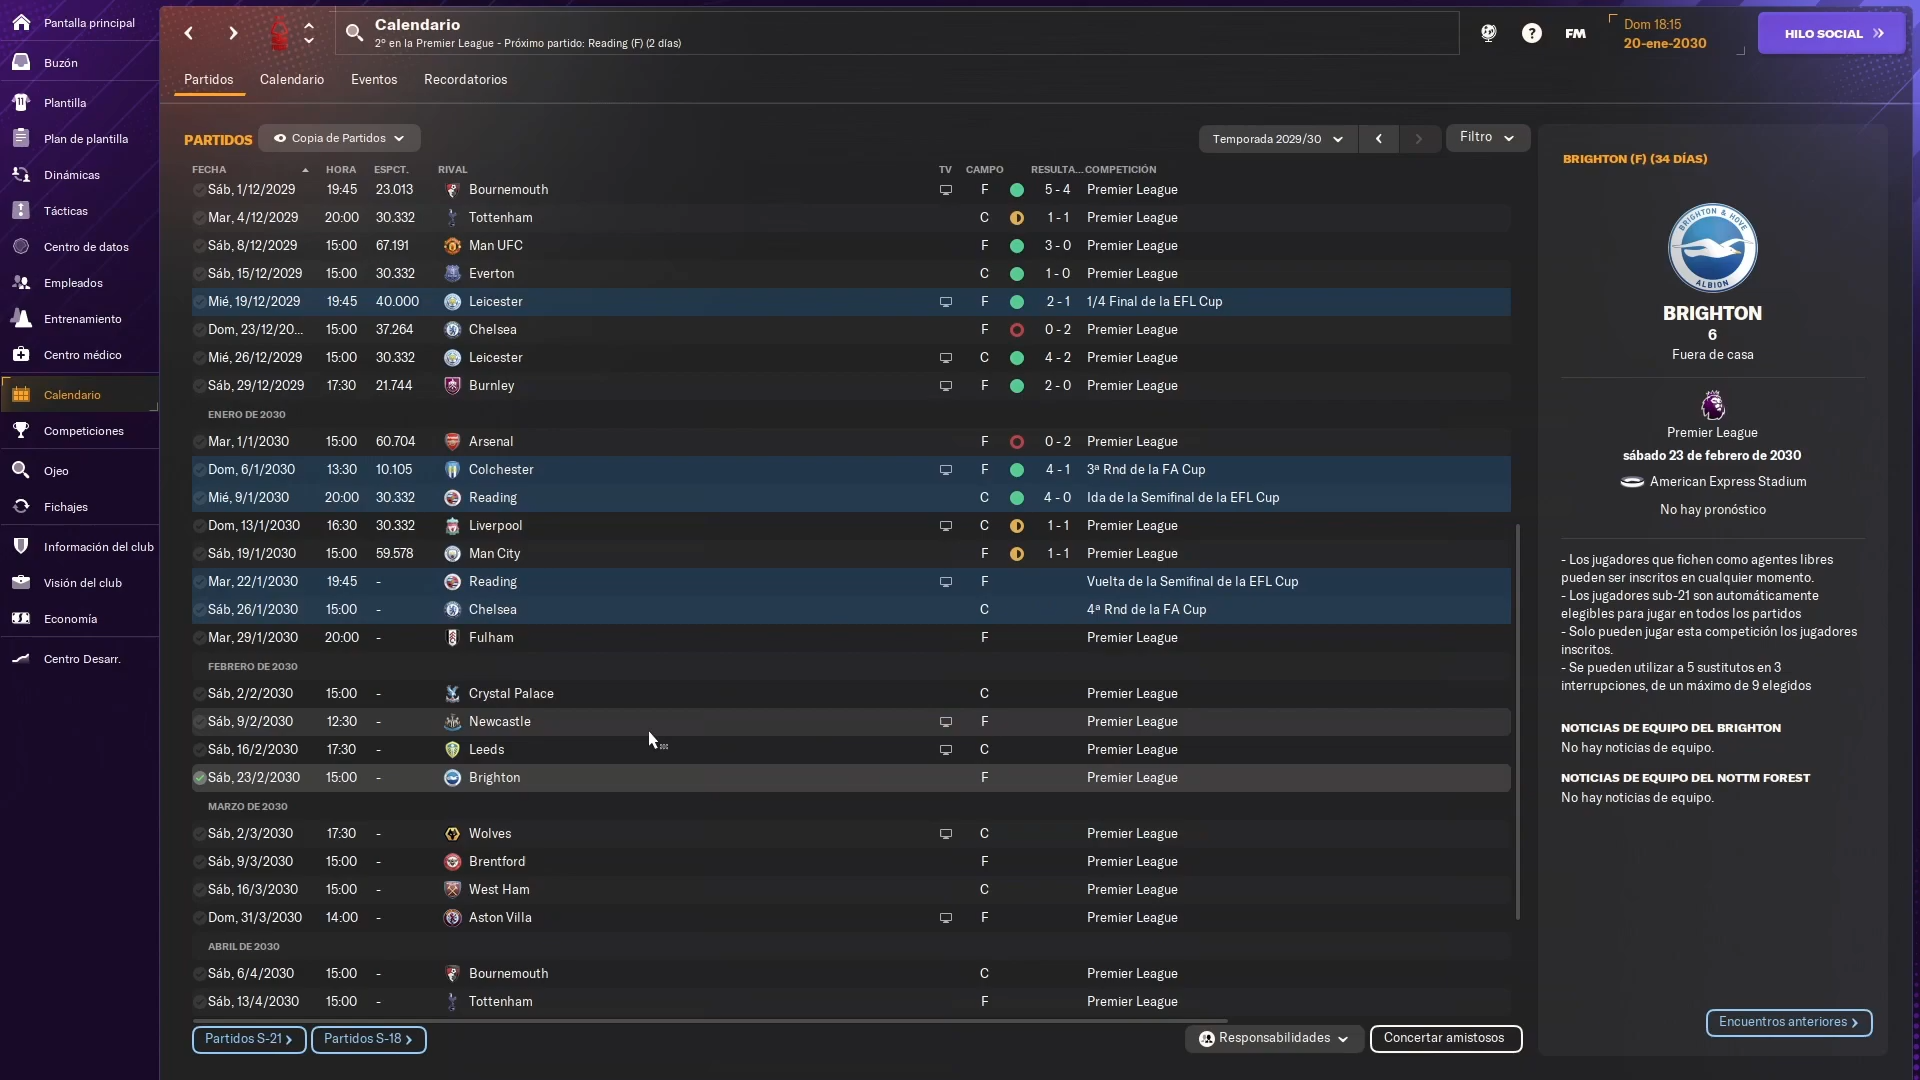 Pantalla principal
Buzón
Plantilla
Plan de plantilla
Dinámicas
Tácticas
Centro de datos
Empleados
Entrenamiento
Centro médico
Calendario
Competiciones
Ojeo
Fichajes
Información del club
Visión del club
Economía
Centro Desarr.
Calendario
2º en la Premier League - Próximo partido: Reading (F) (2 días)
FM
Dom 18:15
20-ene-2030
HILO SOCIAL
Partidos Calendario Eventos Recordatorios
PARTIDOS Copia de Partidos Temporada 2029/30 Filtro
FECHA HORA ESPCT. RIVAL TV CAMPO RESULTA... COMPETICIÓN
Sáb, 1/12/2029 19:45 23.013 Bournemouth F 5 - 4 Premier League
Mar, 4/12/2029 20:00 30.332 Tottenham C 1 - 1 Premier League
Sáb, 8/12/2029 15:00 67.191 Man UFC F 3 - 0 Premier League
Sáb, 15/12/2029 15:00 30.332 Everton C 1 - 0 Premier League
Mié, 19/12/2029 19:45 40.000 Leicester F 2 - 1 1/4 Final de la EFL Cup
Dom, 23/12/20... 15:00 37.264 Chelsea F 0 - 2 Premier League
Mié, 26/12/2029 15:00 30.332 Leicester C 4 - 2 Premier League
Sáb, 29/12/2029 17:30 21.744 Burnley F 2 - 0 Premier League
ENERO DE 2030
Mar, 1/1/2030 15:00 60.704 Arsenal F 0 - 2 Premier League
Dom, 6/1/2030 13:30 10.105 Colchester F 4 - 1 3ª Rnd de la FA Cup
Mié, 9/1/2030 20:00 30.332 Reading C 4 - 0 Ida de la Semifinal de la EFL Cup
Dom, 13/1/2030 16:30 30.332 Liverpool C 1 - 1 Premier League
Sáb, 19/1/2030 15:00 59.578 Man City F 1 - 1 Premier League
Mar, 22/1/2030 19:45 - Reading F Vuelta de la Semifinal de la EFL Cup
Sáb, 26/1/2030 15:00 - Chelsea C 4ª Rnd de la FA Cup
Mar, 29/1/2030 20:00 - Fulham F Premier League
FEBRERO DE 2030
Sáb, 2/2/2030 15:00 - Crystal Palace C Premier League
Sáb, 9/2/2030 12:30 - Newcastle F Premier League
Sáb, 16/2/2030 17:30 - Leeds C Premier League
Sáb, 23/2/2030 15:00 - Brighton F Premier League
MARZO DE 2030
Sáb, 2/3/2030 17:30 - Wolves C Premier League
Sáb, 9/3/2030 15:00 - Brentford F Premier League
Sáb, 16/3/2030 15:00 - West Ham C Premier League
Dom, 31/3/2030 14:00 - Aston Villa F Premier League
ABRIL DE 2030
Sáb, 6/4/2030 15:00 - Bournemouth C Premier League
Sáb, 13/4/2030 15:00 - Tottenham F Premier League
Partidos S-21 Partidos S-18 Responsabilidades Concertar amistosos
BRIGHTON (F) (34 DÍAS)
BRIGHTON & HOVE
ALBION
BRIGHTON
6
Fuera de casa
Premier League
sábado 23 de febrero de 2030
American Express Stadium
No hay pronóstico
- Los jugadores que fichen como agentes libres
pueden ser inscritos en cualquier momento.
- Los jugadores sub-21 son automáticamente
elegibles para jugar en todos los partidos
- Solo pueden jugar esta competición los jugadores
inscritos.
- Se pueden utilizar a 5 sustitutos en 3
interrupciones, de un máximo de 9 elegidos
NOTICIAS DE EQUIPO DEL BRIGHTON
No hay noticias de equipo.
NOTICIAS DE EQUIPO DEL NOTTM FOREST
No hay noticias de equipo.
Encuentros anteriores